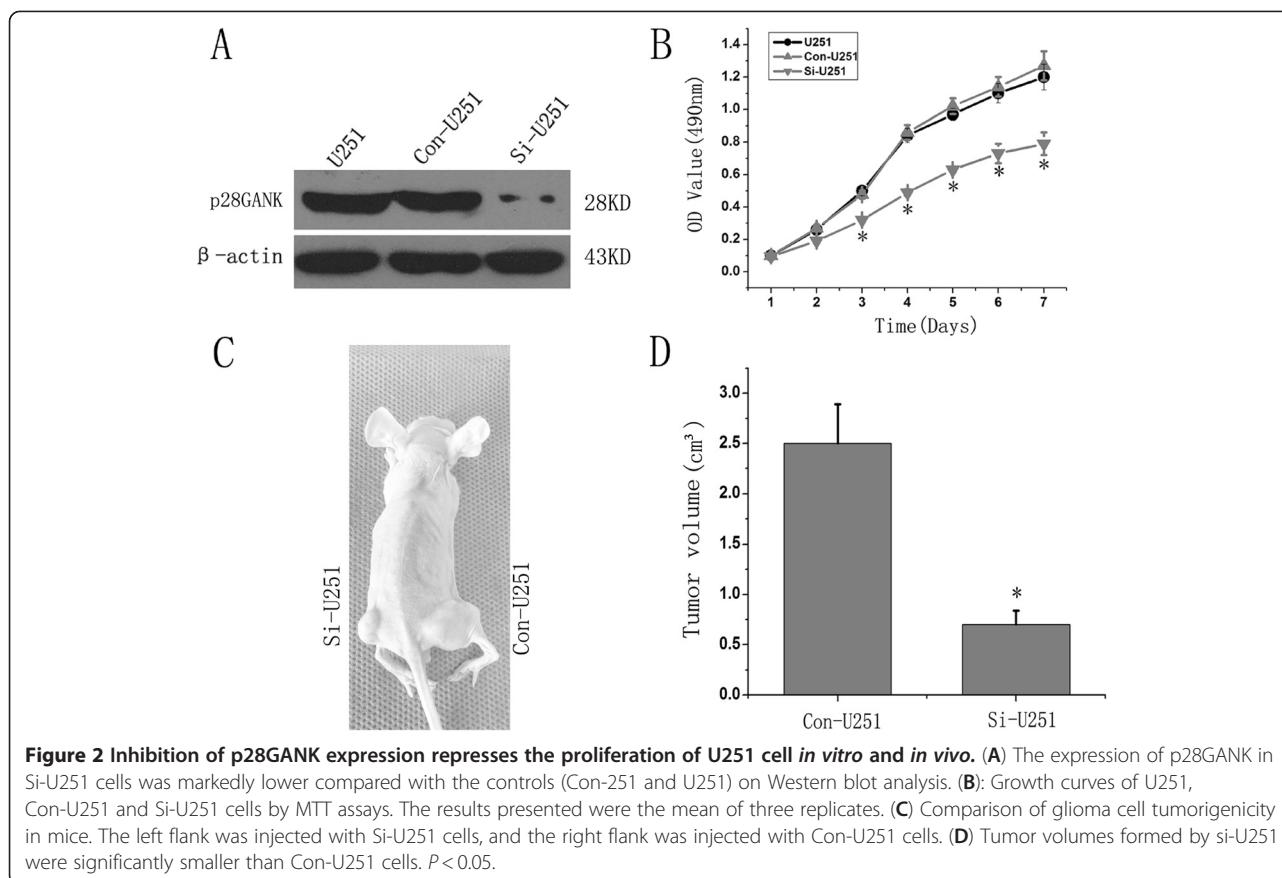 A
U251
Con-U251
Si-U251
p28GANK
28KD
β-actin
43KD
B
U251
Con-U251
Si-U251
OD Value(490nm)
1.4
1.2
1.0
0.8
0.6
0.4
0.2
0.0
*
*
*
*
*
1 2 3 4 5 6 7
Time(Days)
C
Si-U251
Con-U251
D
Tumor volume(cm³)
3.0
2.5
2.0
1.5
1.0
0.5
0.0
*
Con-U251 Si-U251
Figure 2 Inhibition of p28GANK expression represses the proliferation of U251 cell in vitro and in vivo. (A) The expression of p28GANK in
Si-U251 cells was markedly lower compared with the controls (Con-251 and U251) on Western blot analysis. (B): Growth curves of U251,
Con-U251 and Si-U251 cells by MTT assays. The results presented were the mean of three replicates. (C) Comparison of glioma cell tumorigenicity
in mice. The left flank was injected with Si-U251 cells, and the right flank was injected with Con-U251 cells. (D) Tumor volumes formed by si-U251
were significantly smaller than Con-U251 cells. P < 0.05.